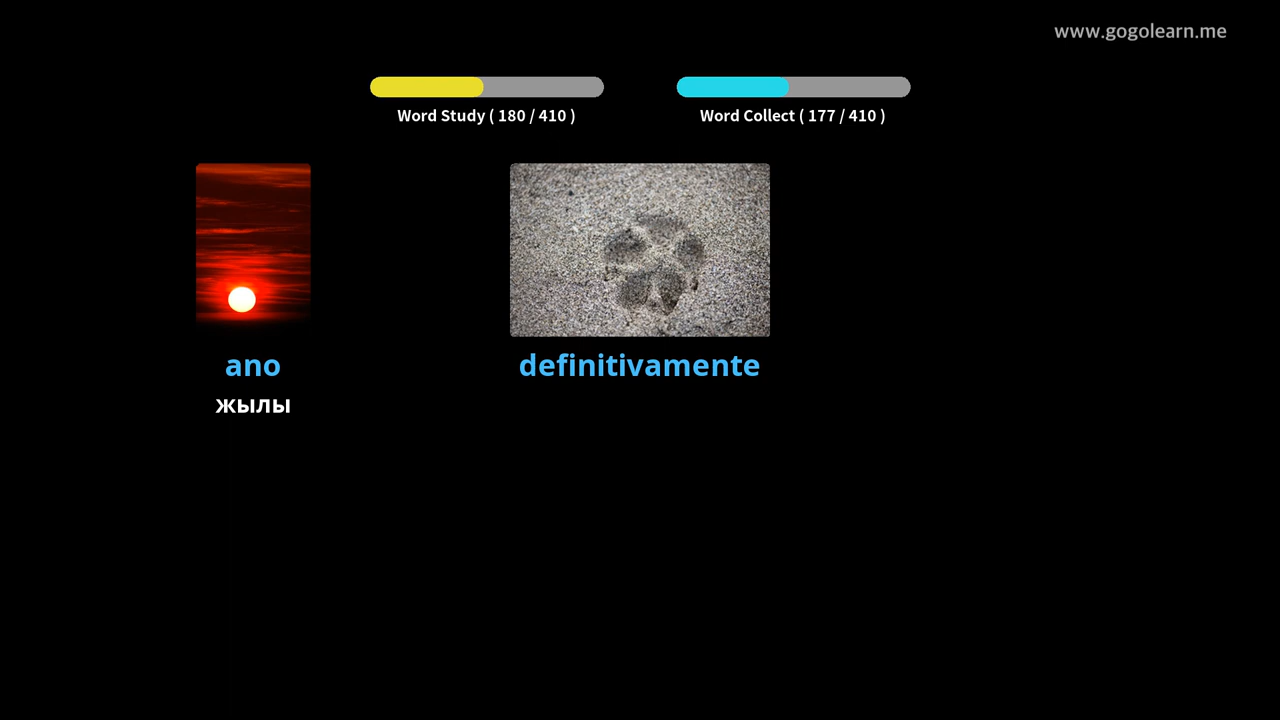 www.gogolearn.me
Word Study ( 180 / 410 )
Word Collect ( 177 / 410 )
ano
жылы
definitivamente